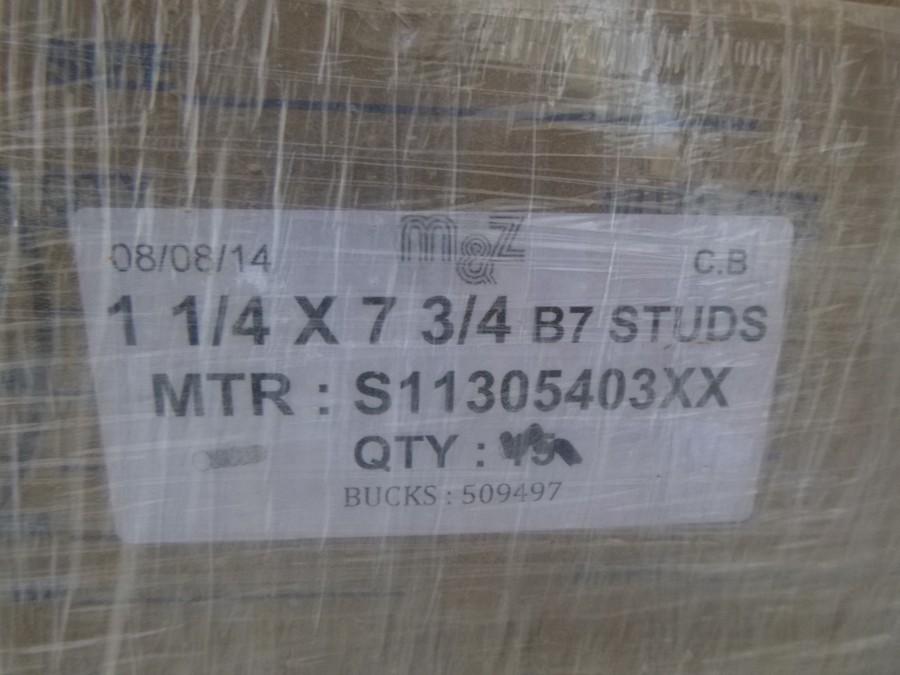 08/08/14 m&z C.B
1 1/4 X 7 3/4 B7 STUDS
MTR : S11305403XX
QTY :
BUCKS : 509497